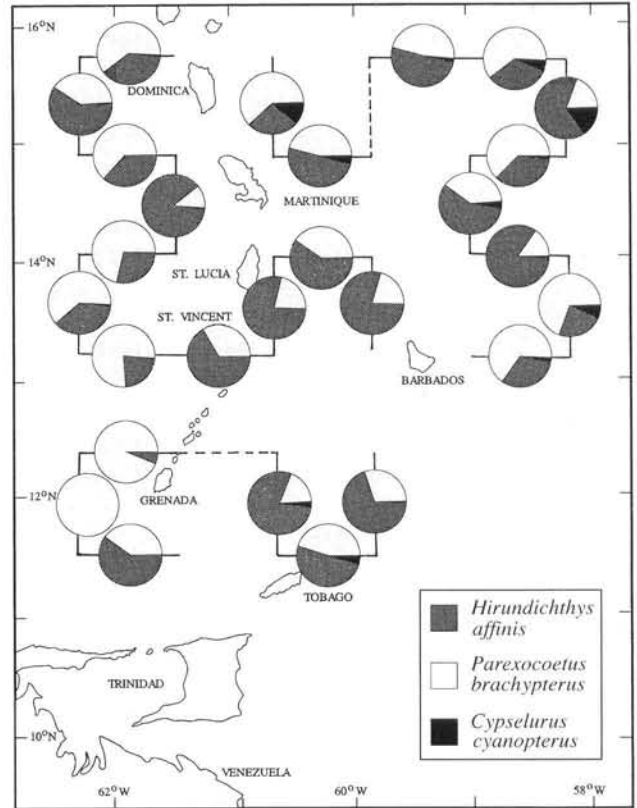 16°N
DOMINICA
MARTINIQUE
14°N
ST. LUCIA
ST. VINCENT
BARBADOS
12°N
GRENADA
TOBAGO
Hirundichthys
affinis
Parexocoetus
brachypterus
Cypselurus
cyanopterus
TRINIDAD
10°N
VENEZUELA
62°W
60°W
58°W